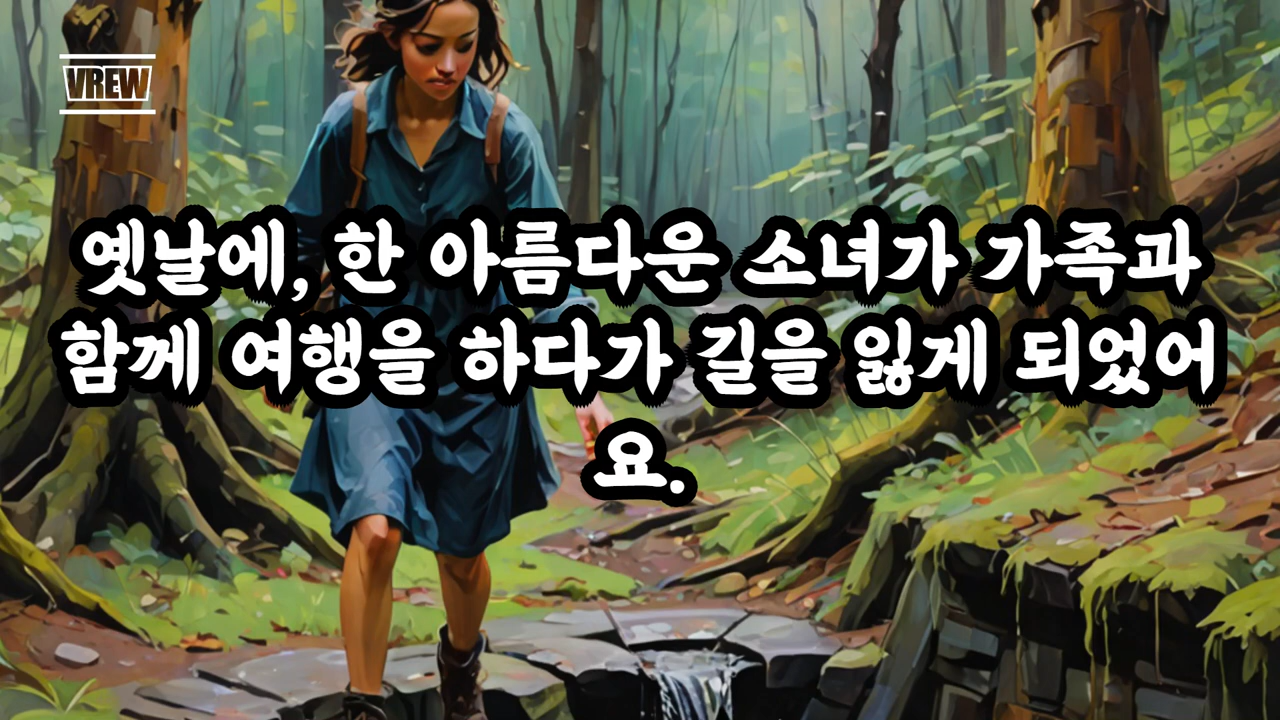 VREW
옛날에, 한 아름다운 소녀가 가족과
함께 여행을 하다가 길을 잃게 되었어
요.